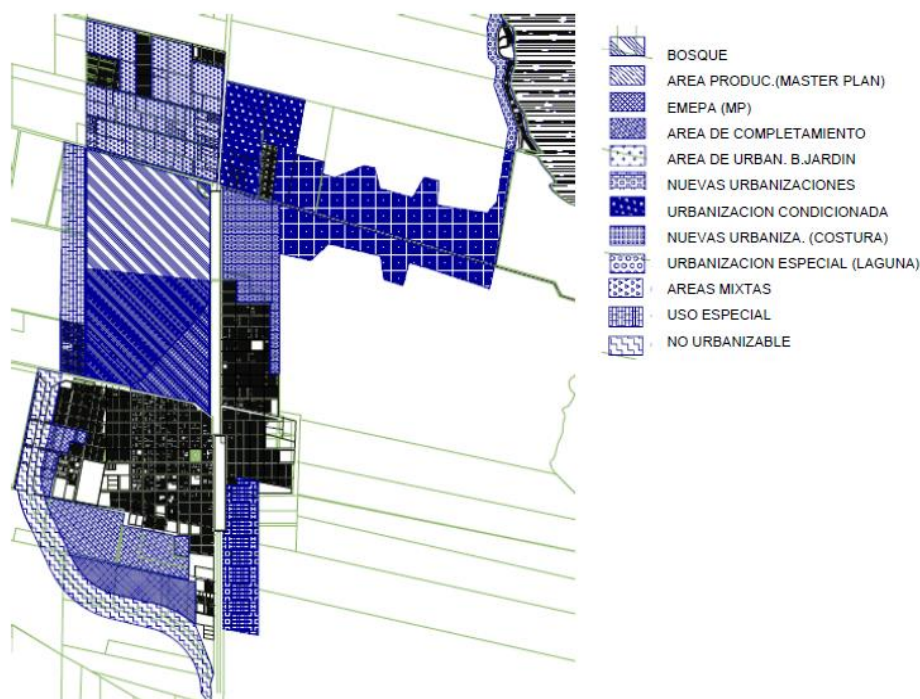 BOSQUE
AREA PRODUC.(MASTER PLAN)
EMEPA (MP)
AREA DE COMPLETAMIENTO
AREA DE URBAN. B.JARDIN
NUEVAS URBANIZACIONES
URBANIZACION CONDICIONADA
NUEVAS URBANIZA. (COSTURA)
URBANIZACION ESPECIAL (LAGUNA)
AREAS MIXTAS
USO ESPECIAL
NO URBANIZABLE